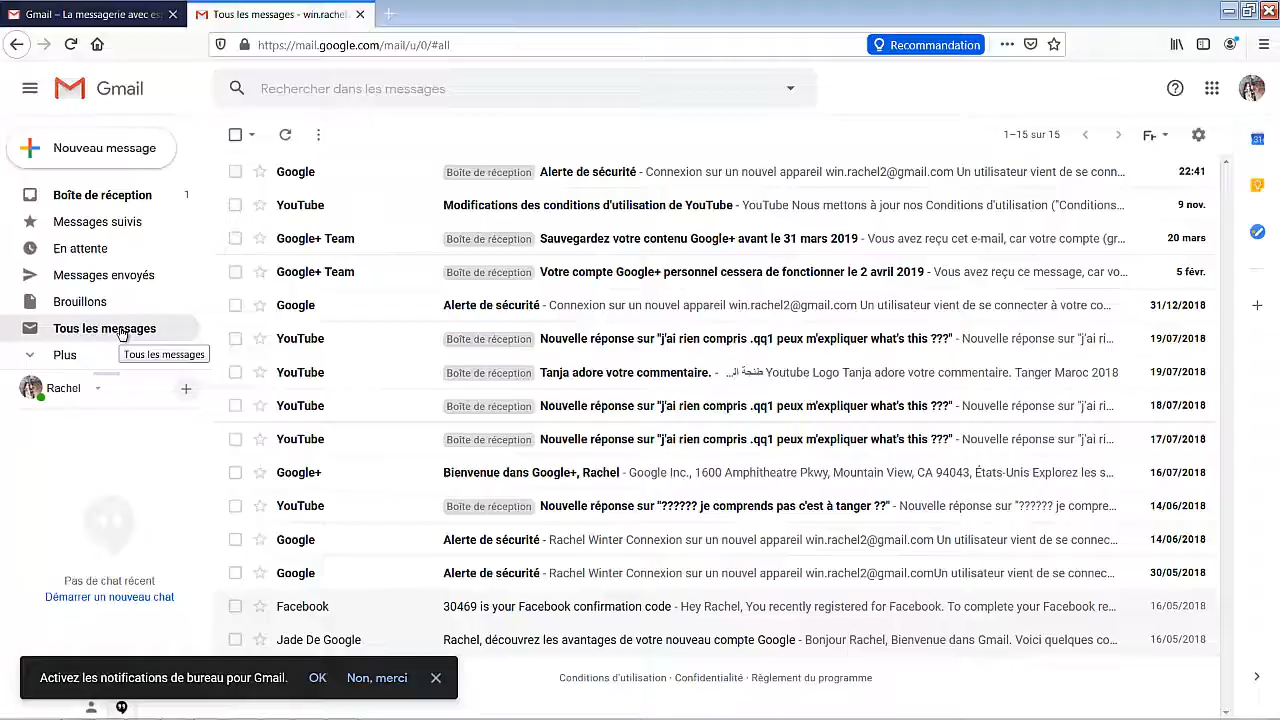 Gmail – La messagerie avec es
Tous les messages - win.rachel.
https://mail.google.com/mail/u/0/#all
Recommandation
Gmail
Rechercher dans les messages
Nouveau message
1–15 sur 15
Fr
31
Boîte de réception 1
Messages suivis
En attente
Messages envoyés
Brouillons
Tous les messages
Plus
Tous les messages
Rachel
Pas de chat récent
Démarrer un nouveau chat
Google Boîte de réception Alerte de sécurité - Connexion sur un nouvel appareil win.rachel2@gmail.com Un utilisateur vient de se conn... 22:41
YouTube Modifications des conditions d'utilisation de YouTube - YouTube Nous mettons à jour nos Conditions d'utilisation ("Conditions... 9 nov.
Google+ Team Boîte de réception Sauvegardez votre contenu Google+ avant le 31 mars 2019 - Vous avez reçu cet e-mail, car votre compte (gr... 20 mars
Google+ Team Boîte de réception Votre compte Google+ personnel cessera de fonctionner le 2 avril 2019 - Vous avez reçu ce message, car vo... 5 févr.
Google Alerte de sécurité - Connexion sur un nouvel appareil win.rachel2@gmail.com Un utilisateur vient de se connecter à votre co... 31/12/2018
YouTube Boîte de réception Nouvelle réponse sur "j'ai rien compris .qq1 peux m'expliquer what's this ???" - Nouvelle réponse sur "j'ai ri... 19/07/2018
YouTube Boîte de réception Tanja adore votre commentaire. - طنجة الـ... Youtube Logo Tanja adore votre commentaire. Tanger Maroc 2018 19/07/2018
YouTube Boîte de réception Nouvelle réponse sur "j'ai rien compris .qq1 peux m'expliquer what's this ???" - Nouvelle réponse sur "j'ai ri... 18/07/2018
YouTube Boîte de réception Nouvelle réponse sur "j'ai rien compris .qq1 peux m'expliquer what's this ???" - Nouvelle réponse sur "j'ai ri... 17/07/2018
Google+ Bienvenue dans Google+, Rachel - Google Inc., 1600 Amphitheatre Pkwy, Mountain View, CA 94043, États-Unis Explorez les s... 16/07/2018
YouTube Boîte de réception Nouvelle réponse sur "?????? je comprends pas c'est à tanger ??" - Nouvelle réponse sur "?????? je compre... 14/06/2018
Google Alerte de sécurité - Rachel Winter Connexion sur un nouvel appareil win.rachel2@gmail.com Un utilisateur vient de se connec... 14/06/2018
Google Alerte de sécurité - Rachel Winter Connexion sur un nouvel appareil win.rachel2@gmail.comUn utilisateur vient de se connec... 30/05/2018
Facebook 30469 is your Facebook confirmation code - Hey Rachel, You recently registered for Facebook. To complete your Facebook re... 16/05/2018
Jade De Google Rachel, découvrez les avantages de votre nouveau compte Google - Bonjour Rachel, Bienvenue dans Gmail. Voici quelques co... 16/05/2018
Activez les notifications de bureau pour Gmail. OK Non, merci
Conditions d'utilisation · Confidentialité · Règlement du programme